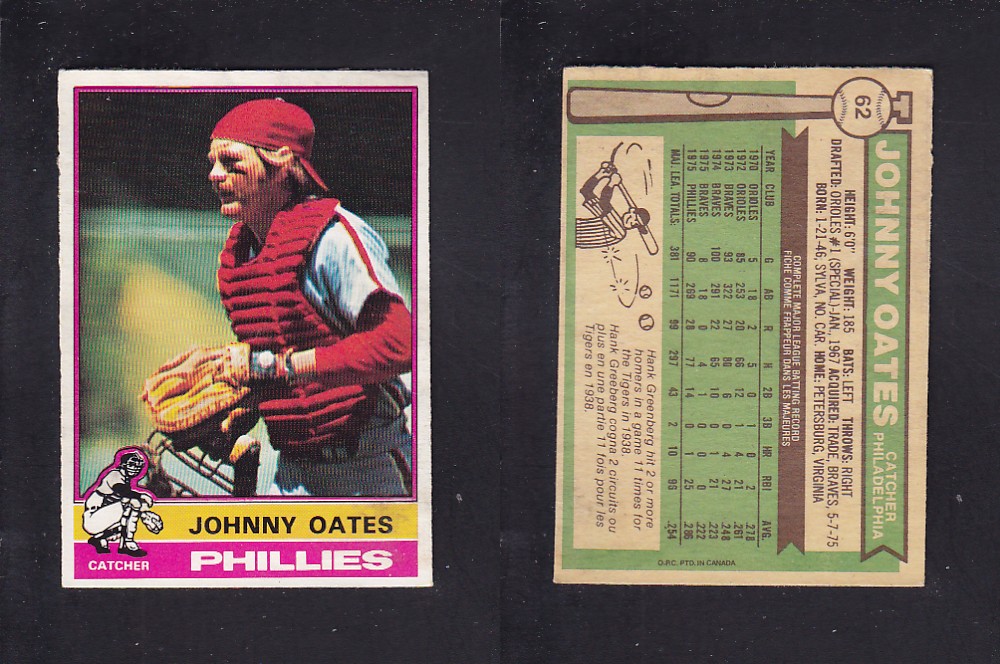 JOHNNY OATES
CATCHER
PHILLIES
62
JOHNNY OATES
CATCHER
PHILADELPHIA
HEIGHT: 6'0" WEIGHT: 185 BATS: LEFT THROWS: RIGHT
DRAFTED: ORIOLES #1 (SPECIAL)-JAN., 1967 ACQUIRED: TRADE, BRAVES, 5-7-75
BORN: 1-21-46, SYLVA, NO. CAR. HOME: PETERSBURG, VIRGINIA
COMPLETE MAJOR LEAGUE BATTING RECORD
FICHE COMME FRAPPEUR DANS LES MAJEURES
YEAR CLUB G AB R H 2B 3B HR RBI AVG.
1970 ORIOLES 5 18 2 5 0 1 0 2 .278
1972 ORIOLES 85 253 20 66 12 1 4 21 .261
1973 BRAVES 93 322 27 80 6 0 4 27 .248
1974 BRAVES 100 291 22 65 10 0 1 21 .223
1975 BRAVES 8 18 0 4 1 0 0 0 .222
1975 PHILLIES 90 269 28 77 14 0 1 25 .286
MAJ. LEA. TOTALS: 381 1171 99 297 43 2 10 96 .254
Hank Greenberg hit 2 or more
homers in a game 11 times for
the Tigers in 1938.
Hank Greeberg cogna 2 circuits ou
plus en une partie 11 fois pour les
Tigers en 1938.
O.P.C. PTD. IN CANADA